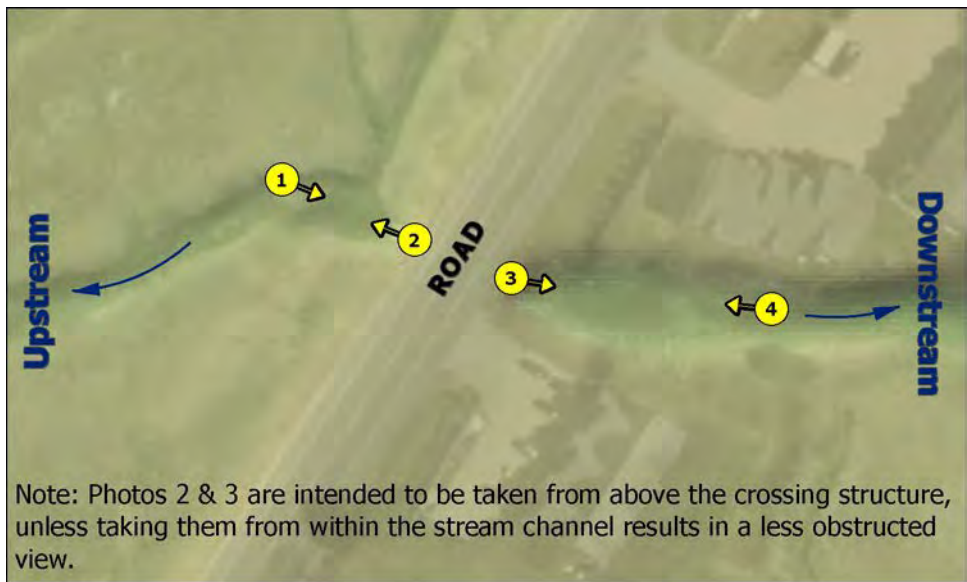 1
2
ROAD
3
4
Upstream
Downstream
Note: Photos 2 & 3 are intended to be taken from above the crossing structure,
unless taking them from within the stream channel results in a less obstructed
view.